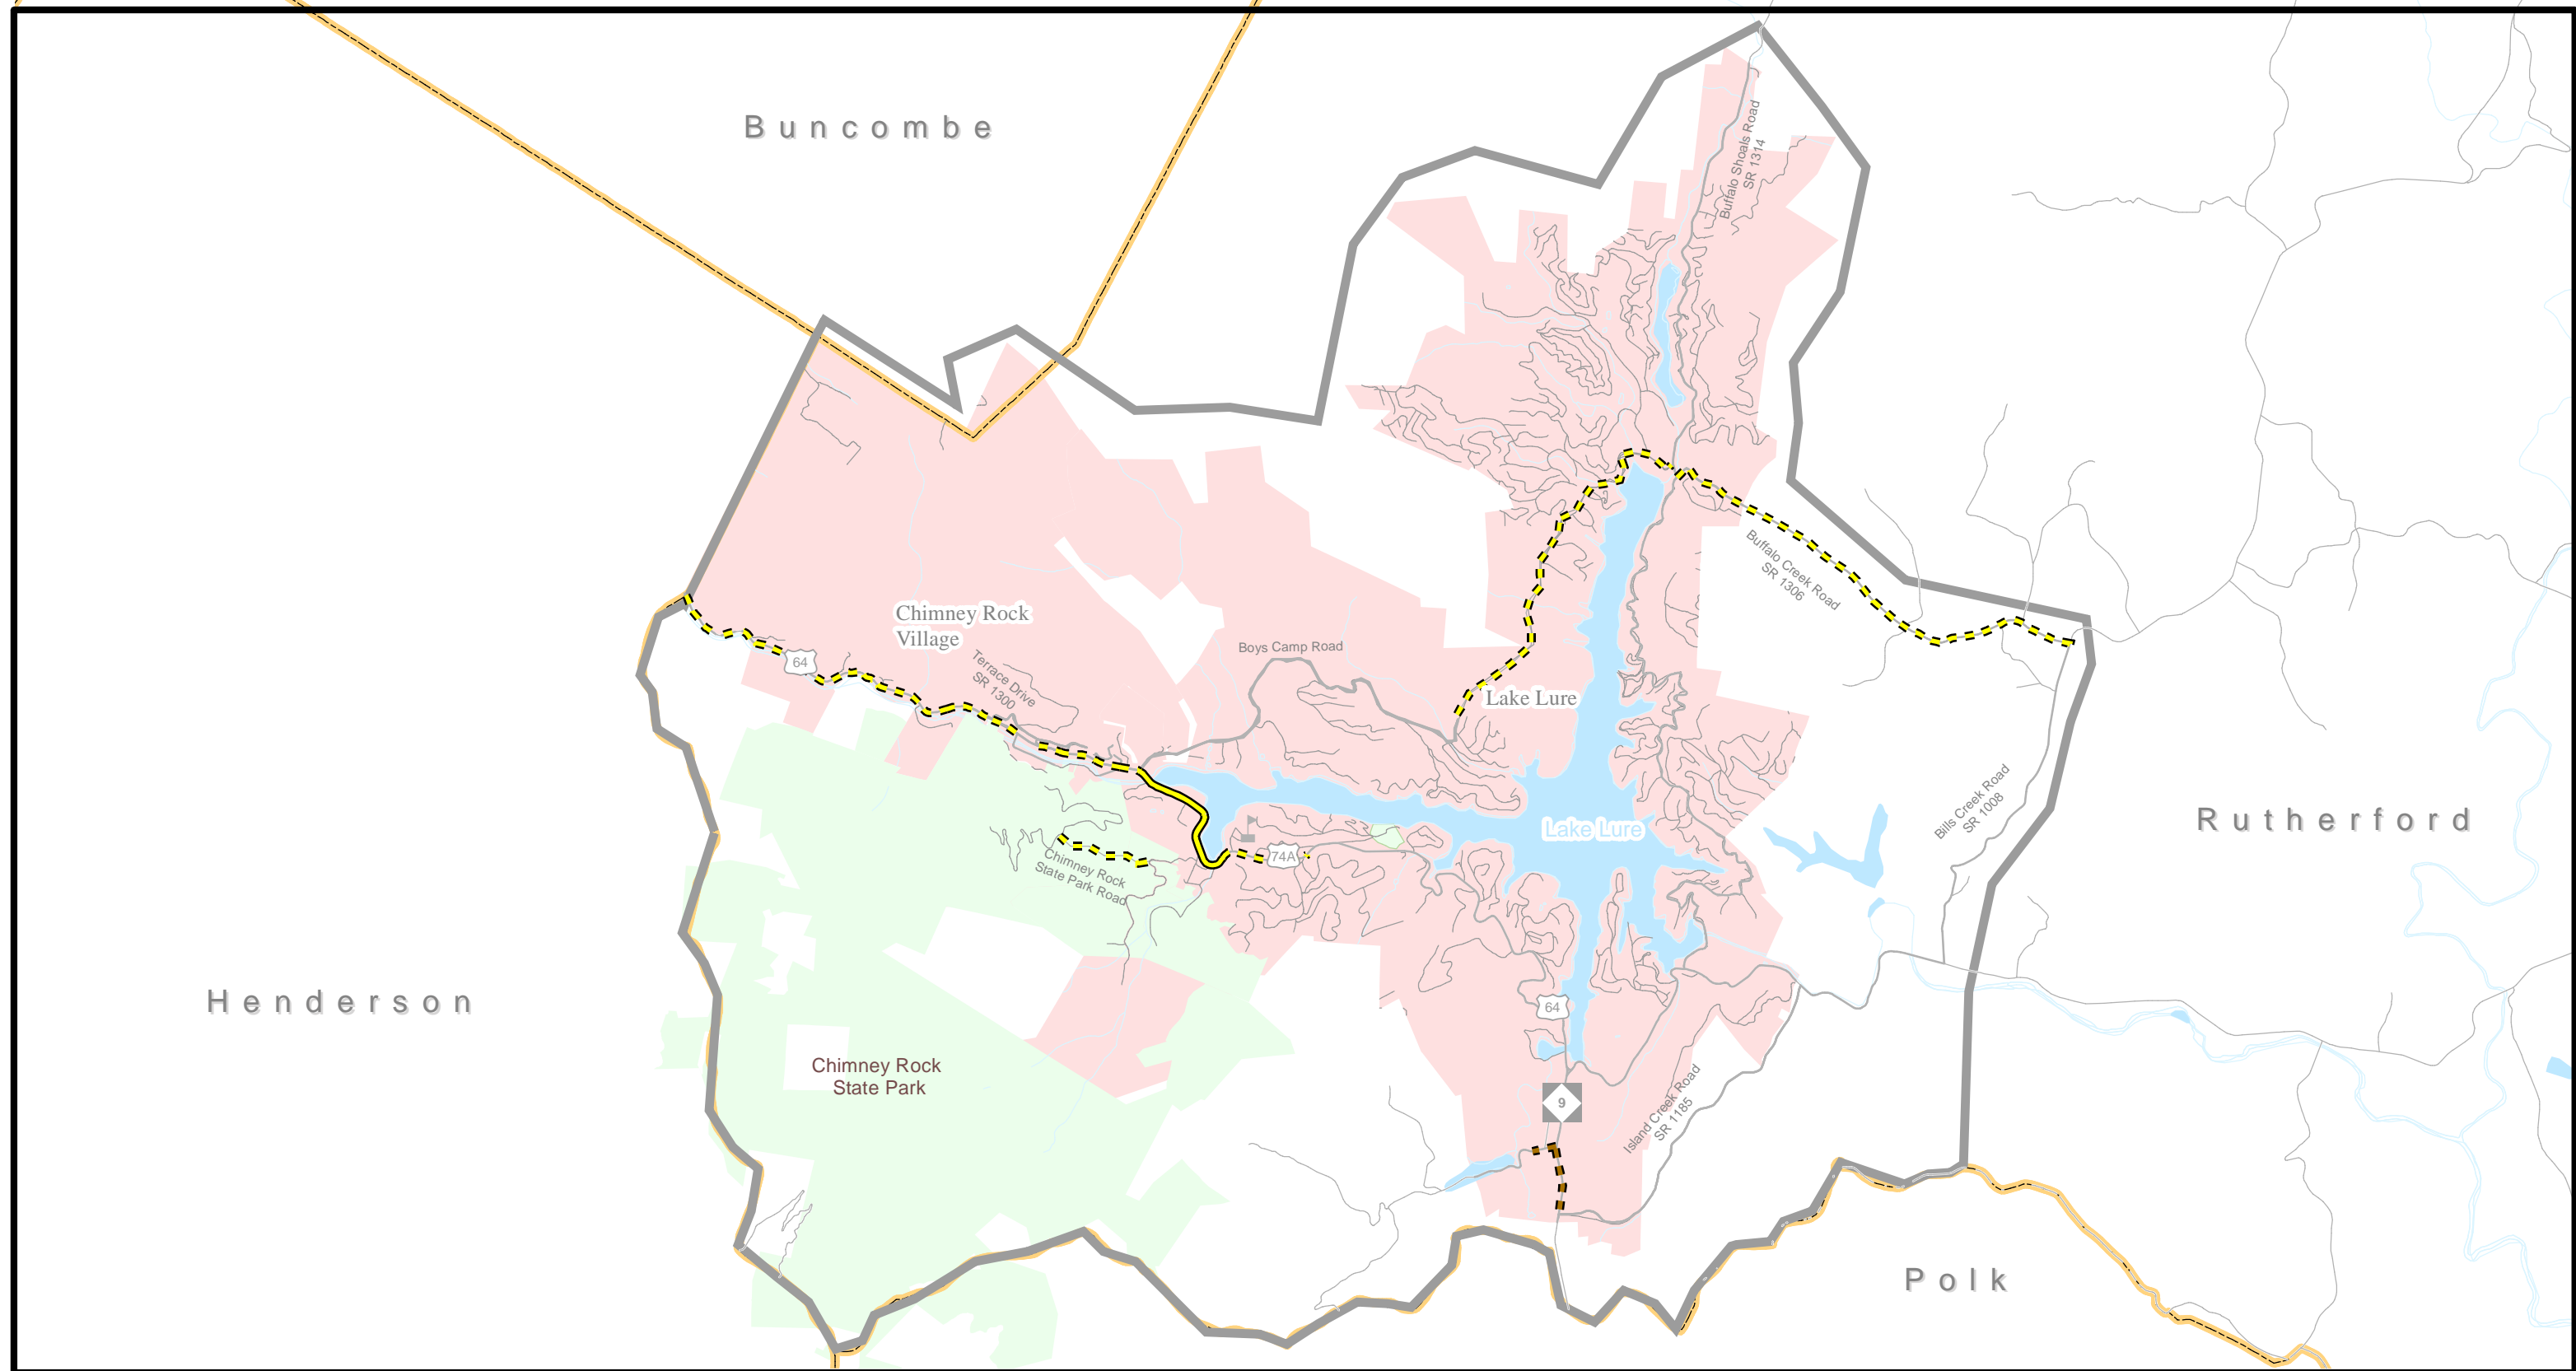 Buncombe
Buffalo Shoals Road
SR 1314
Buffalo Creek Road
SR 1306
Chimney Rock
Village
64
Terrace Drive
SR 1300
Boys Camp Road
Lake Lure
Bills Creek Road
SR 1008
Rutherford
Lake Lure
74A
Chimney Rock
State Park Road
Henderson
64
Chimney Rock
State Park
9
Island Creek Road
SR 1185
Polk